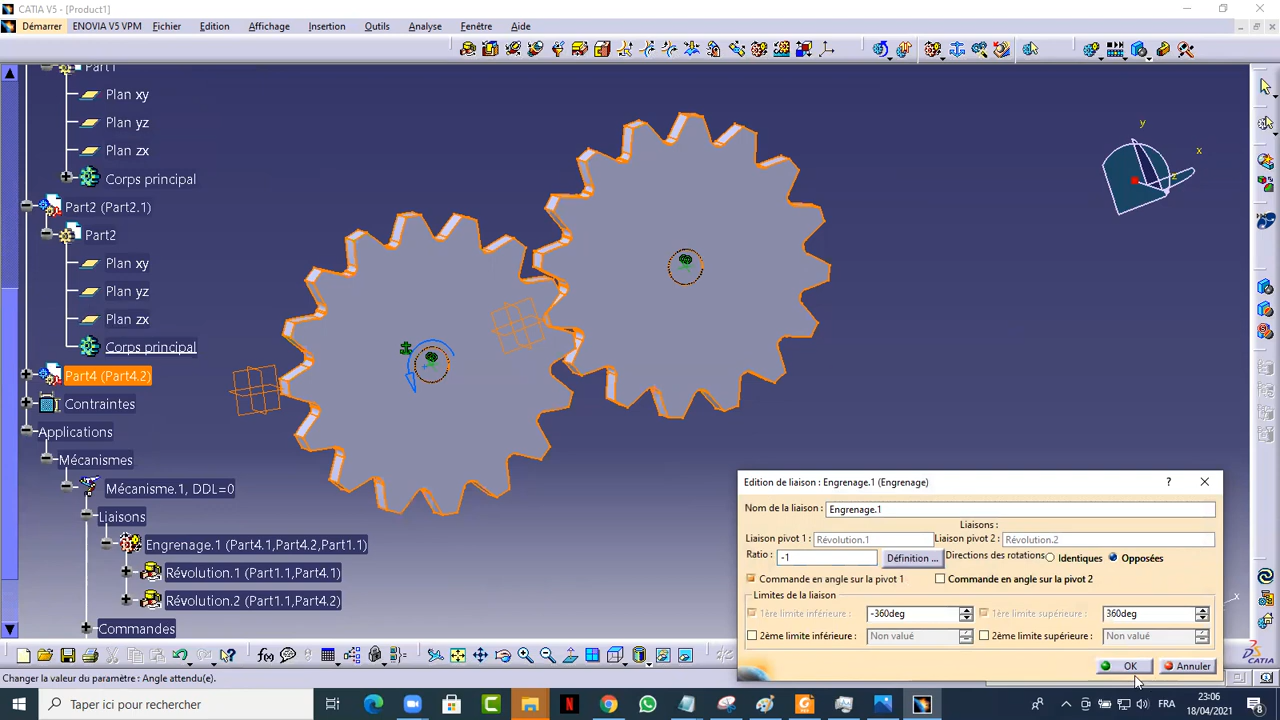 CATIA V5 - [Product1]
Démarrer ENOVIA V5 VPM Fichier Edition Affichage Insertion Outils Analyse Fenêtre Aide
Part1
Plan xy
Plan yz
Plan zx
Corps principal
Part2 (Part2.1)
Part2
Plan xy
Plan yz
Plan zx
Corps principal
Part4 (Part4.2)
Contraintes
Applications
Mécanismes
Mécanisme.1, DDL=0
Liaisons
Engrenage.1 (Part4.1,Part4.2,Part1.1)
Révolution.1 (Part1.1,Part4.1)
Révolution.2 (Part1.1,Part4.2)
Commandes
y
x
z
Edition de liaison : Engrenage.1 (Engrenage)
Nom de la liaison : Engrenage.1
Liaisons :
Liaison pivot 1 : Révolution.1 Liaison pivot 2 : Révolution.2
Ratio : -1 Définition ... Directions des rotations Identiques Opposées
Commande en angle sur la pivot 1 Commande en angle sur la pivot 2
Limites de la liaison
1ère limite inférieure : -360deg 1ère limite supérieure : 360deg
2ème limite inférieure : Non valué 2ème limite supérieure : Non valué
OK Annuler
x
f(x)
CATIA
Changer la valeur du paramètre : Angle attendu(e).
Taper ici pour rechercher
FRA
23:06
18/04/2021
8